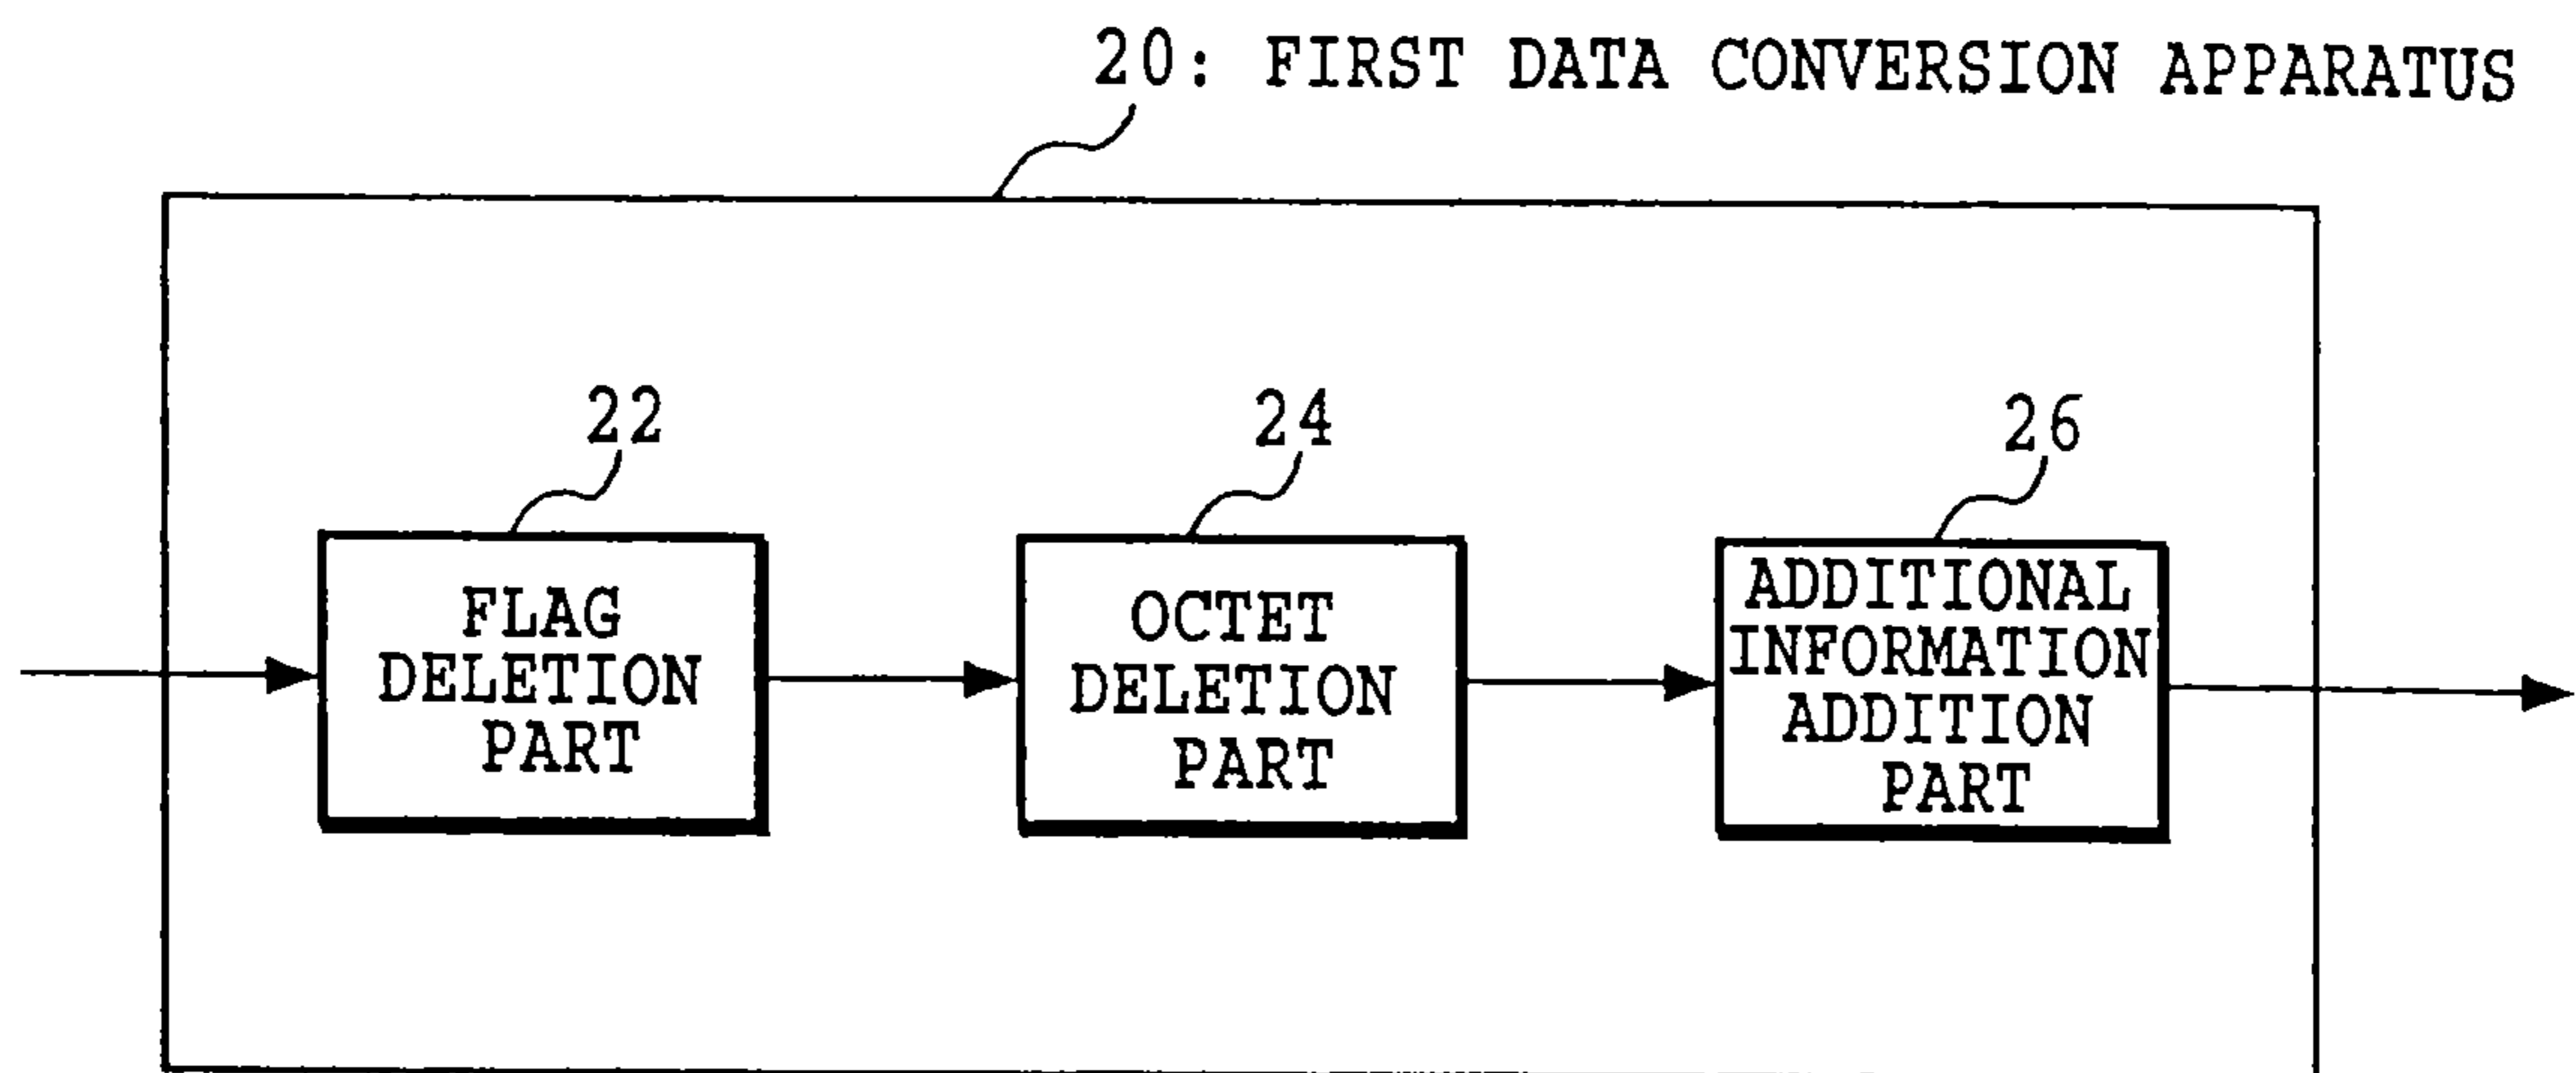 20: FIRST DATA CONVERSION APPARATUS
22
24
26
FLAG
DELETION
PART
OCTET
DELETION
PART
ADDITIONAL
INFORMATION
ADDITION
PART